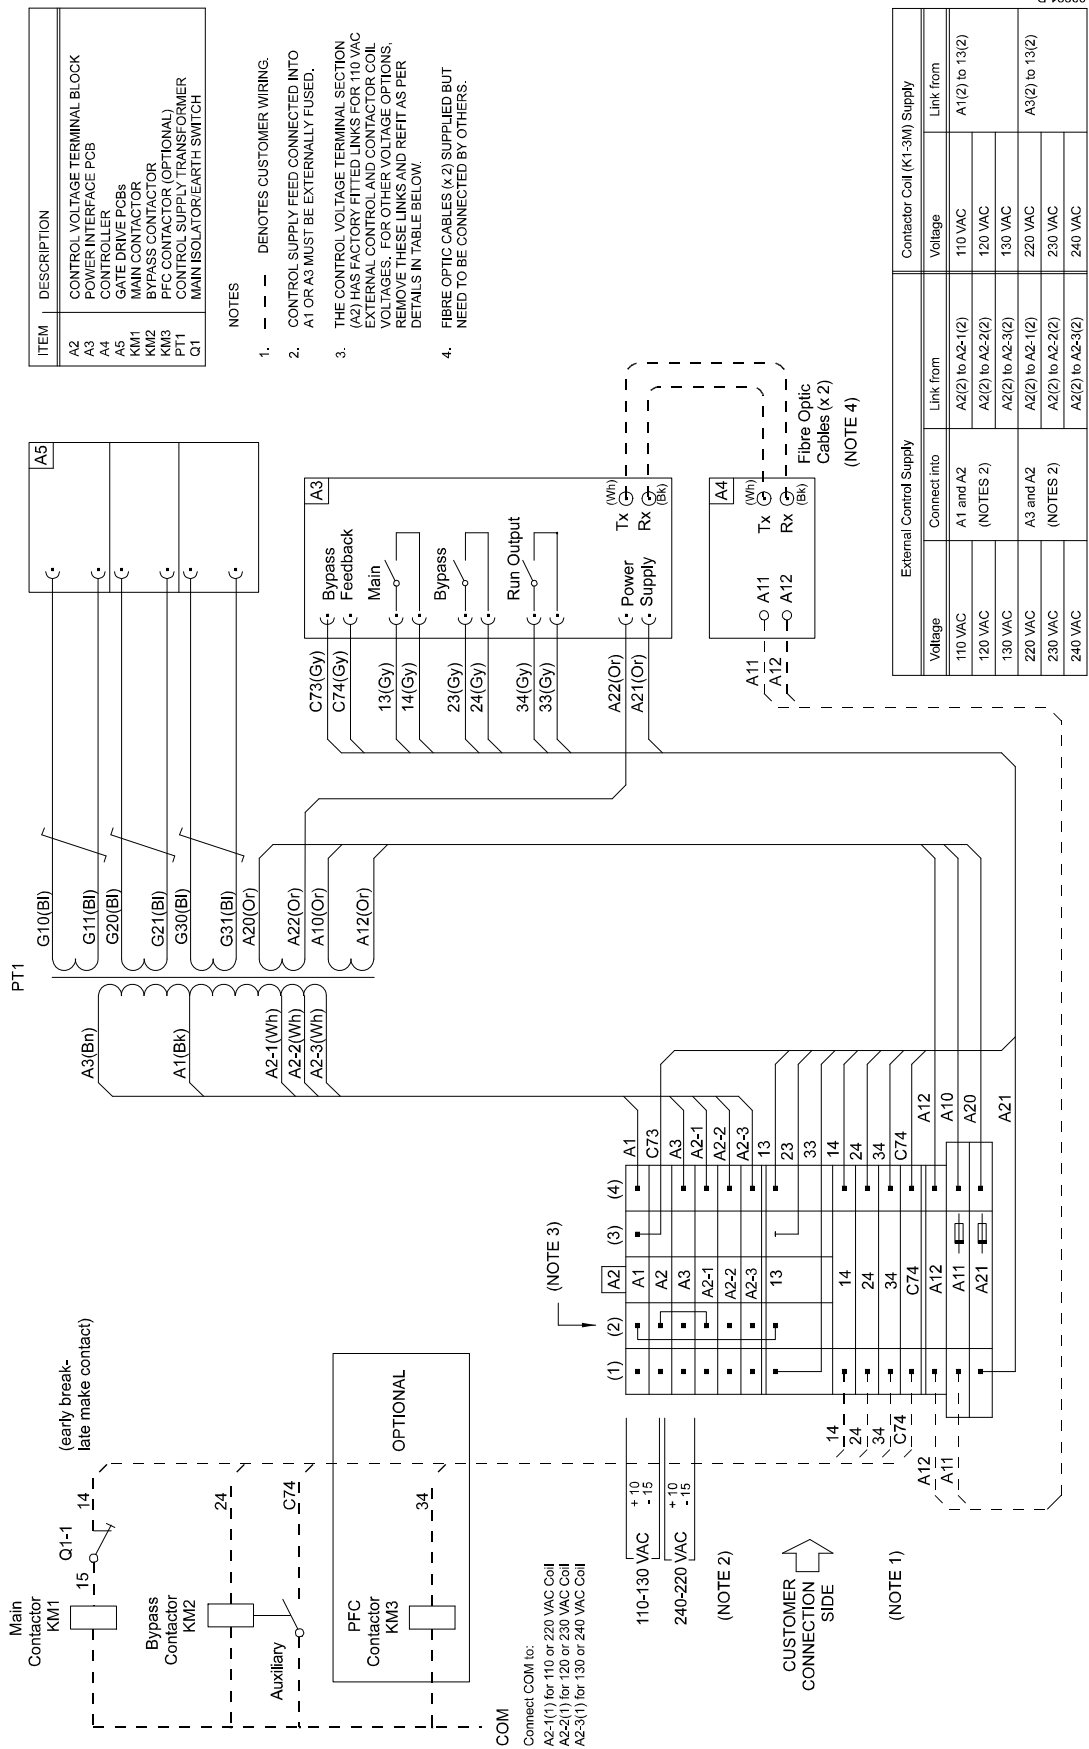 ITEM DESCRIPTION
A2 CONTROL VOLTAGE TERMINAL BLOCK
A3 POWER INTERFACE PCB
A4 CONTROLLER
A5 GATE DRIVE PCBs
KM1 MAIN CONTACTOR
KM2 BYPASS CONTACTOR
KM3 PFC CONTACTOR (OPTIONAL)
PT1 CONTROL SUPPLY TRANSFORMER
Q1 MAIN ISOLATOR/EARTH SWITCH
NOTES
1. DENOTES CUSTOMER WIRING.
2. CONTROL SUPPLY FEED CONNECTED INTO
A1 OR A3 MUST BE EXTERNALLY FUSED.
3. THE CONTROL VOLTAGE TERMINAL SECTION
(A2) HAS FACTORY FITTED LINKS FOR 110 VAC
EXTERNAL CONTROL AND CONTACTOR COIL
VOLTAGES. FOR OTHER VOLTAGE OPTIONS,
REMOVE THESE LINKS AND REFIT AS PER
DETAILS IN TABLE BELOW.
4. FIBRE OPTIC CABLES (x 2) SUPPLIED BUT
NEED TO BE CONNECTED BY OTHERS.
PT1
G10(Bl)
G11(Bl)
G20(Bl)
G21(Bl)
G30(Bl)
G31(Bl)
A20(Or)
A22(Or)
A10(Or)
A12(Or)
A3(Bn)
A1(Bk)
A2-1(Wh)
A2-2(Wh)
A2-3(Wh)
A5
A3
C73(Gy)
C74(Gy)
Bypass
Feedback
13(Gy)
14(Gy)
Main
23(Gy)
24(Gy)
Bypass
34(Gy)
33(Gy)
Run Output
A22(Or)
A21(Or)
Power
Supply
Tx
(Wh)
Rx
(Bk)
A4
A11
A12
A11
A12
Tx
(Wh)
Rx
(Bk)
Fibre Optic
Cables (x 2)
(NOTE 4)
Main
Contactor
KM1
15
Q1-1
14
(early break-
late make contact)
Bypass
Contactor
KM2
24
Auxiliary
C74
OPTIONAL
PFC
Contactor
KM3
34
COM
Connect COM to:
A2-1(1) for 110 or 220 VAC Coil
A2-2(1) for 120 or 230 VAC Coil
A2-3(1) for 130 or 240 VAC Coil
(NOTE 3)
(1) (2) A2 (3) (4)
A1 A1
C73
A2
A3 A3
A2-1 A2-1
A2-2 A2-2
A2-3 A2-3
13 13
23
33
14 14 14
24 24 24
34 34 34
C74 C74 C74
A12 A12 A12
A11 A11 A10
A21 A20
A21
110-130 VAC + 10 - 15
240-220 VAC + 10 - 15
(NOTE 2)
CUSTOMER
CONNECTION
SIDE
(NOTE 1)
External Control Supply Contactor Coil (K1-3M) Supply
Voltage Connect into Link from Voltage Link from
110 VAC A1 and A2 A2(2) to A2-1(2) 110 VAC A1(2) to 13(2)
120 VAC (NOTES 2) A2(2) to A2-2(2) 120 VAC
130 VAC A2(2) to A2-3(2) 130 VAC
220 VAC A3 and A2 A2(2) to A2-1(2) 220 VAC A3(2) to 13(2)
230 VAC (NOTES 2) A2(2) to A2-2(2) 230 VAC
240 VAC A2(2) to A2-3(2) 240 VAC